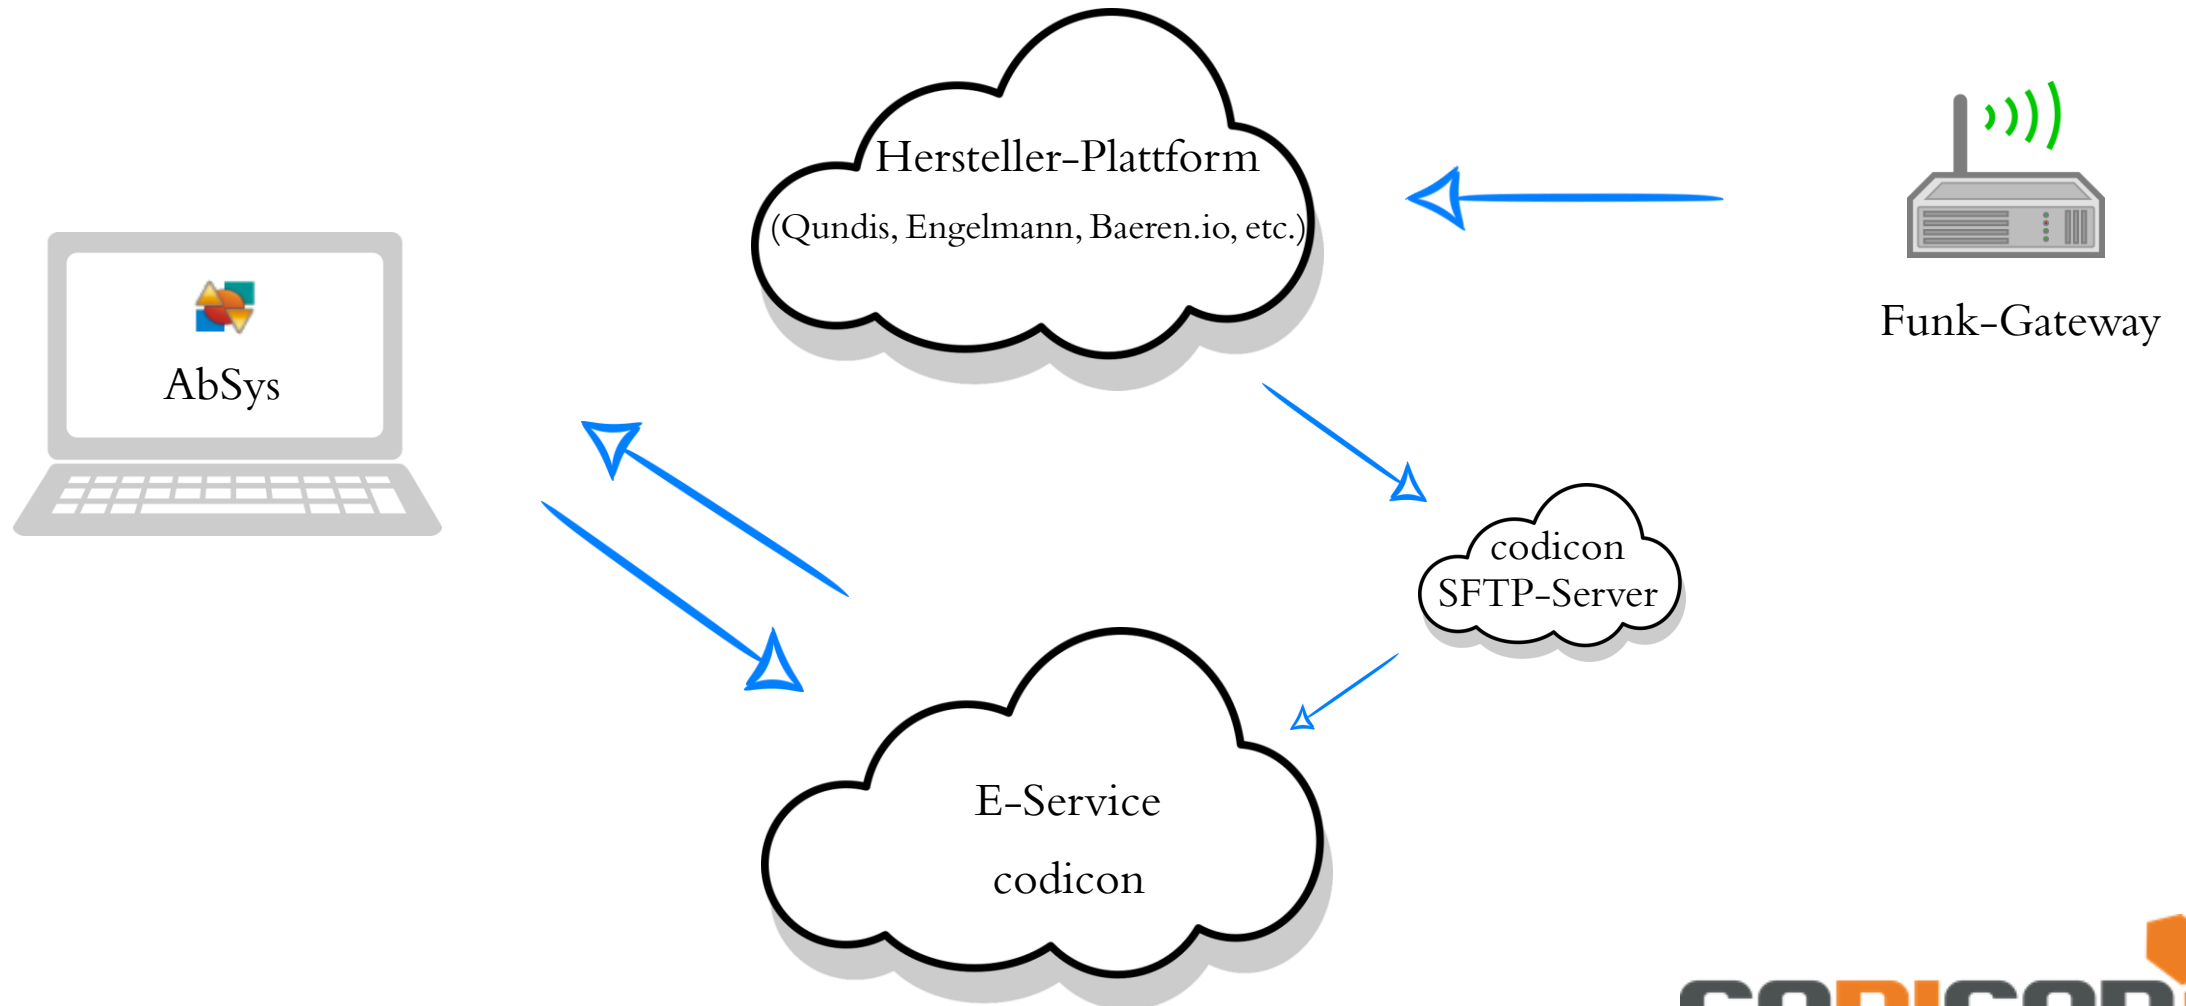 Hersteller-Plattform
(Qundis, Engelmann, Baeren.io, etc.)
Funk-Gateway
AbSys
codicon
SFTP-Server
E-Service
codicon